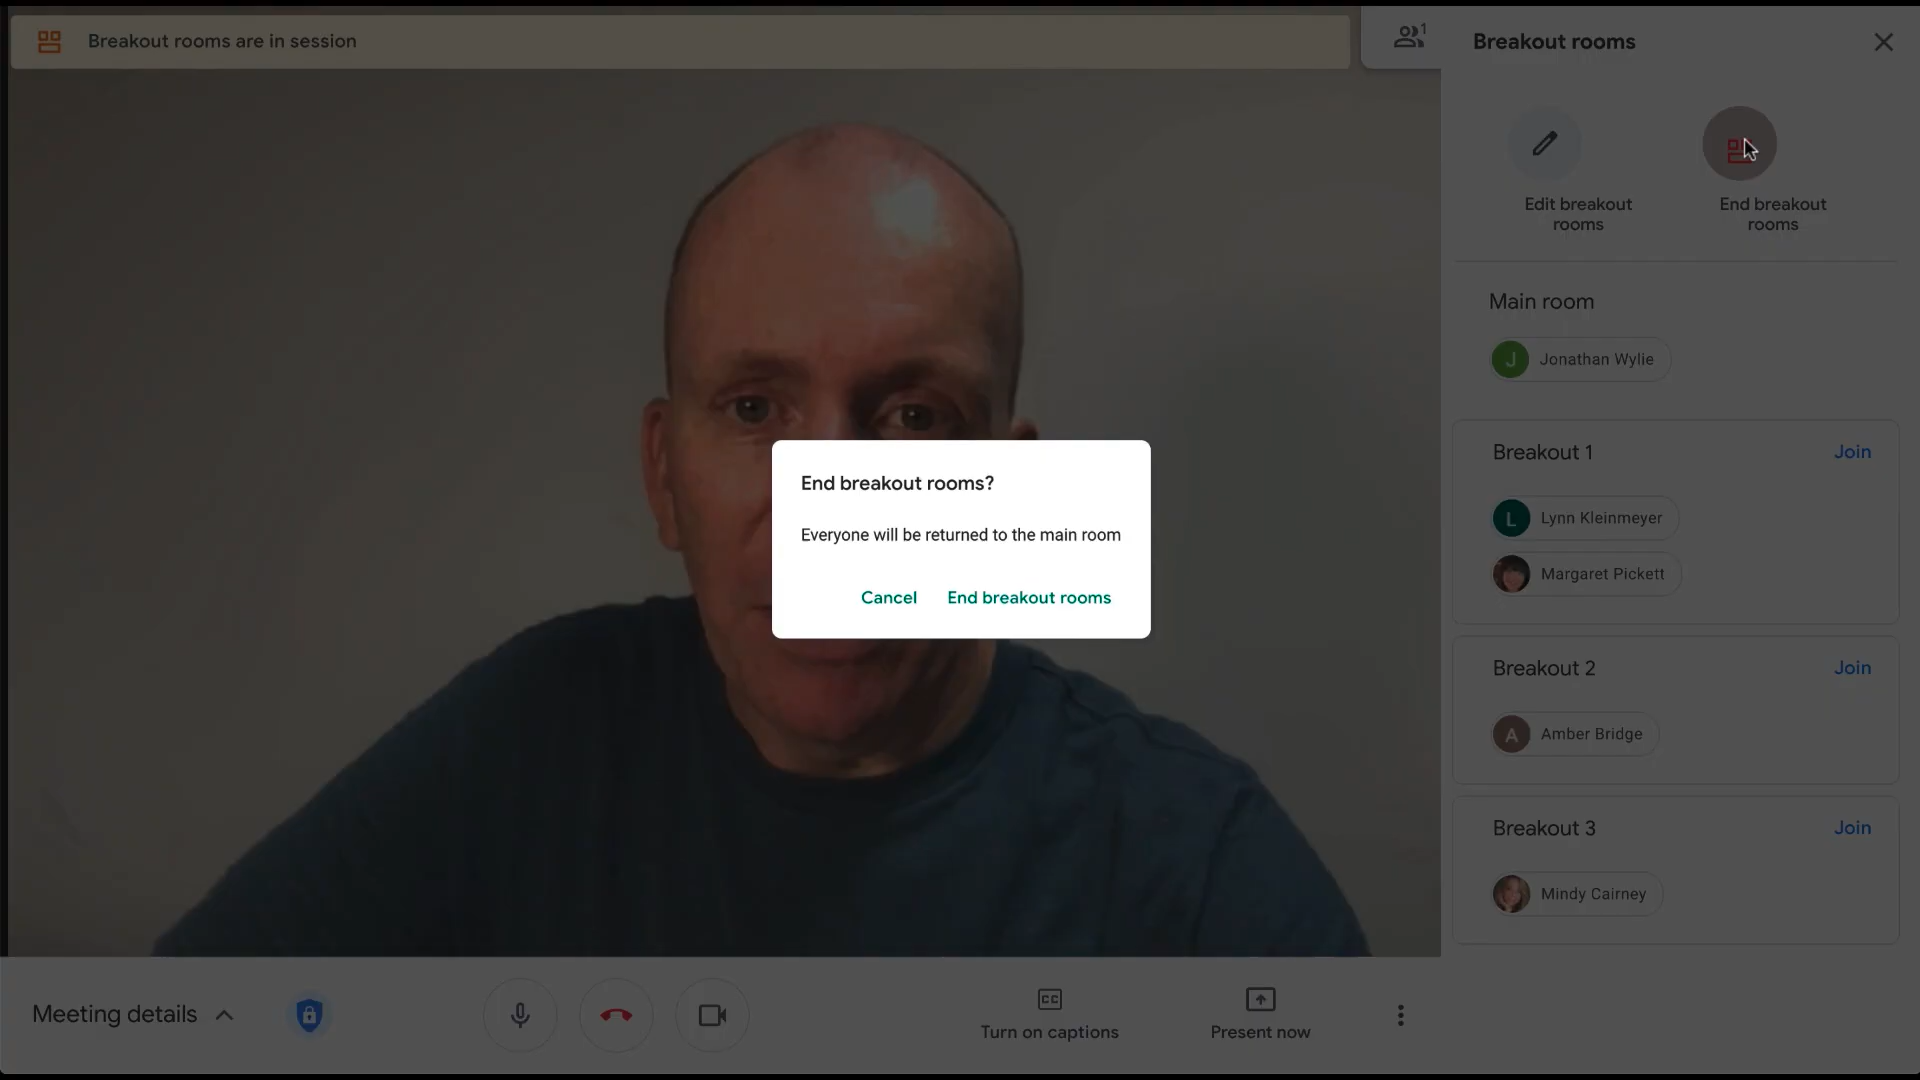 Breakout rooms are in session
1
Breakout rooms
Edit breakout
rooms
End breakout
rooms
Main room
J Jonathan Wylie
Breakout 1 Join
L Lynn Kleinmeyer
Margaret Pickett
Breakout 2 Join
A Amber Bridge
Breakout 3 Join
Mindy Cairney
End breakout rooms?
Everyone will be returned to the main room
Cancel End breakout rooms
Meeting details
CC
Turn on captions
Present now